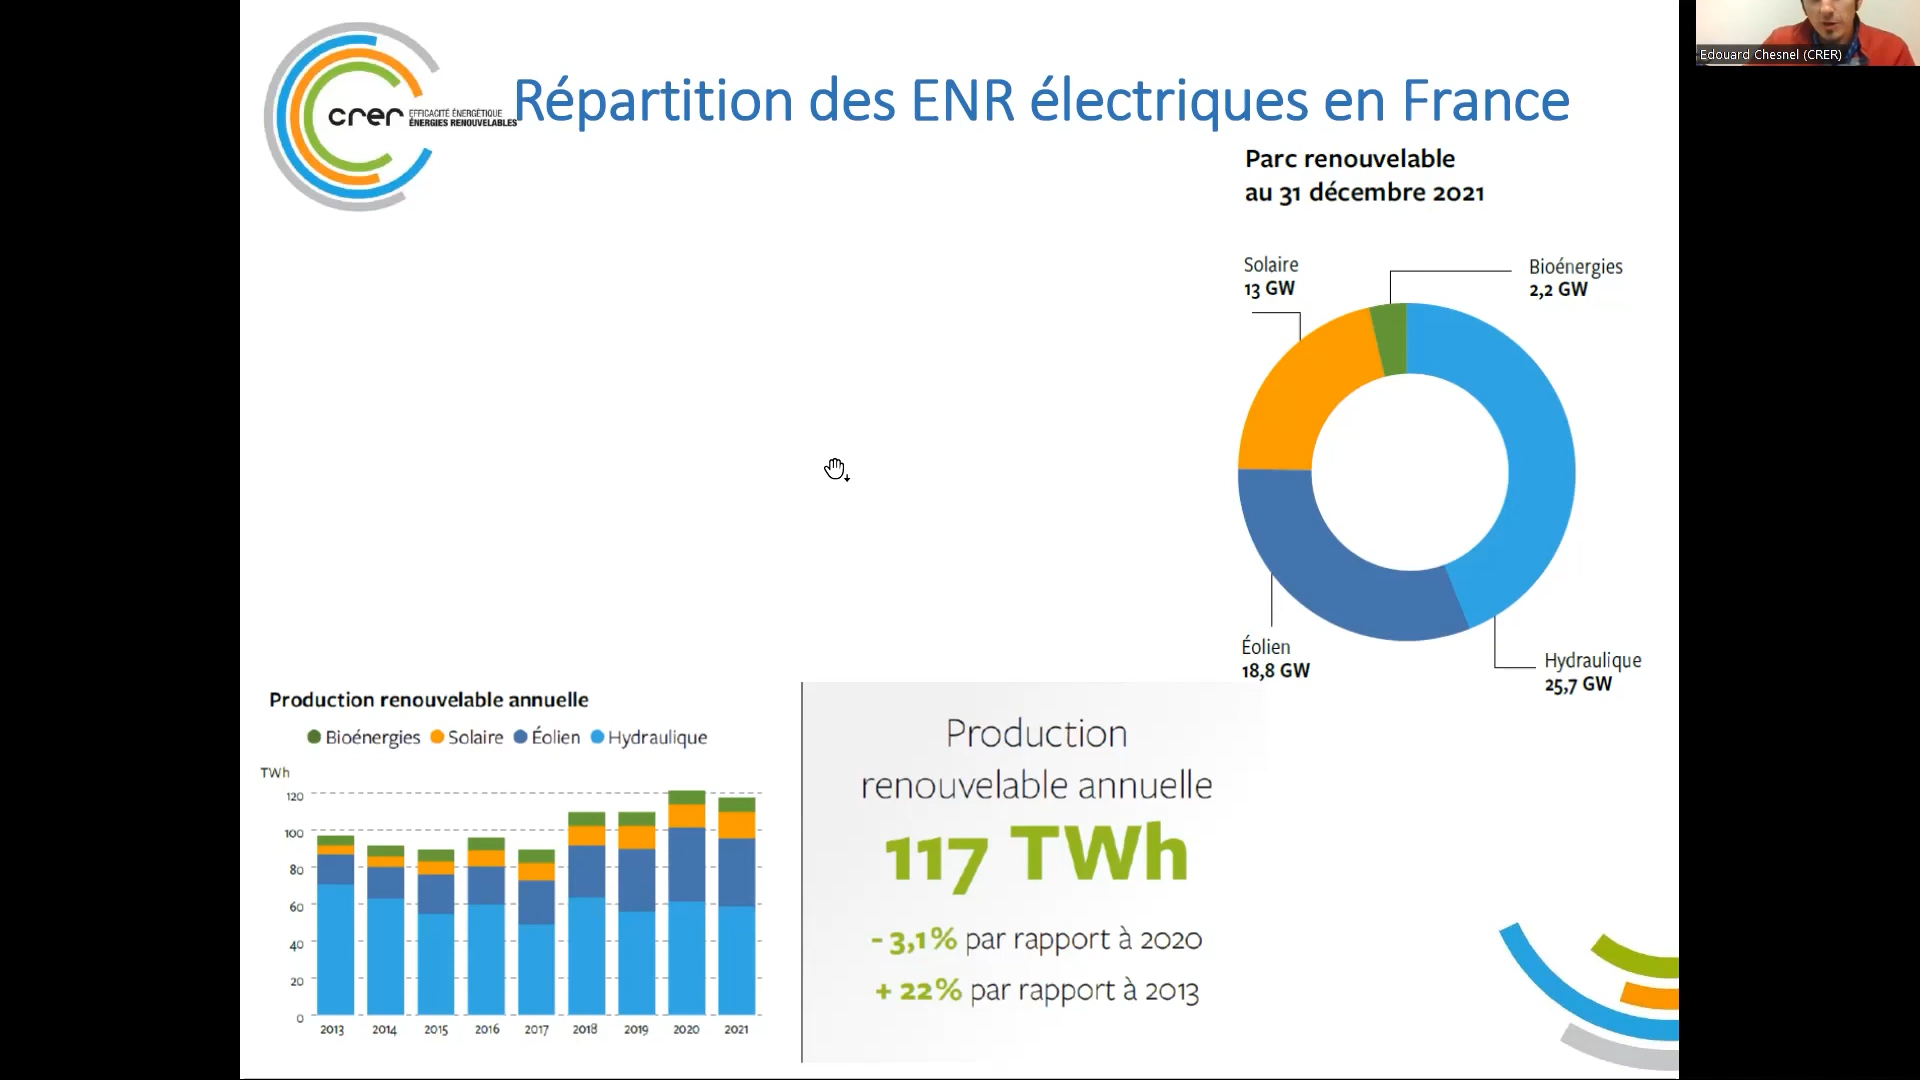 Edouard Chesnel (CRER)
crer EFFICACITÉ ÉNERGÉTIQUE
ÉNERGIES RENOUVELABLES
Répartition des ENR électriques en France
Parc renouvelable
au 31 décembre 2021
Solaire
13 GW
Bioénergies
2,2 GW
Éolien
18,8 GW
Hydraulique
25,7 GW
Production renouvelable annuelle
Bioénergies Solaire Éolien Hydraulique
TWh
120
100
80
60
40
20
0
2013 2014 2015 2016 2017 2018 2019 2020 2021
Production
renouvelable annuelle
117 TWh
- 3,1% par rapport à 2020
+ 22% par rapport à 2013